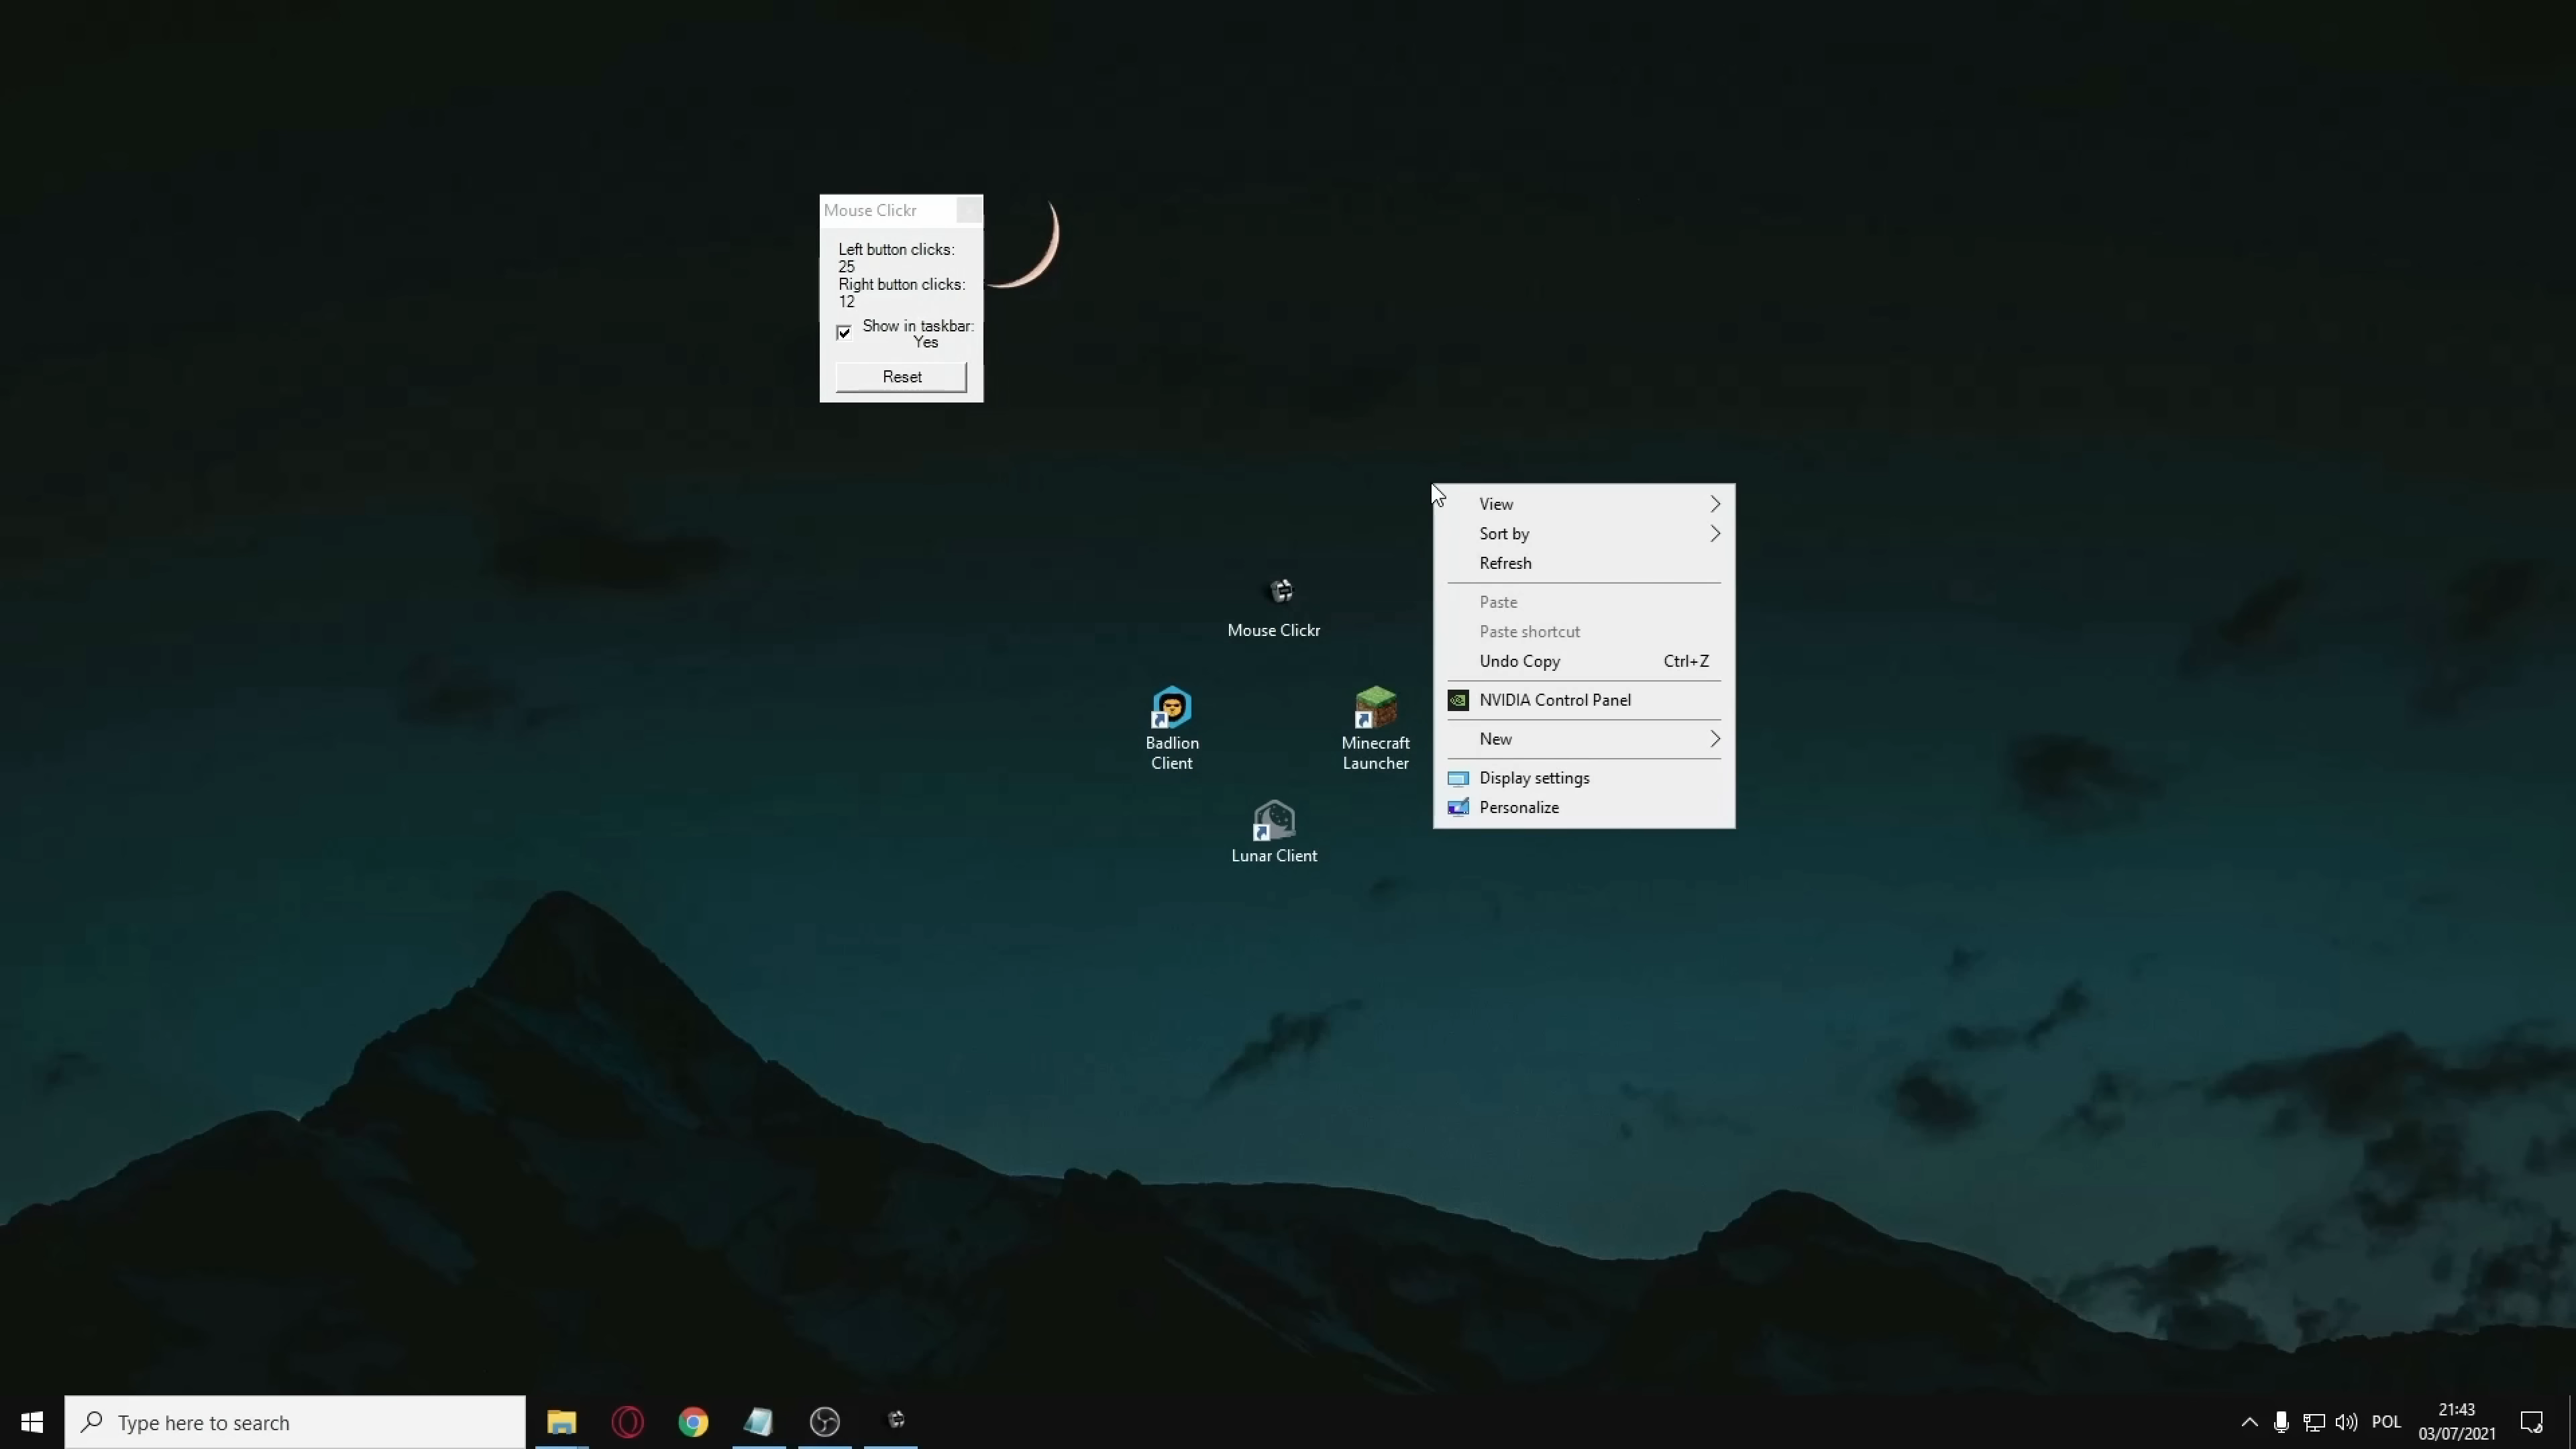 Mouse Clickr
Left button clicks:
25
Right button clicks:
12
Show in taskbar:
Yes
Reset
View
Sort by
Refresh
Paste
Paste shortcut
Undo Copy Ctrl+Z
NVIDIA Control Panel
New
Display settings
Personalize
Mouse Clickr
Badlion
Client
Minecraft
Launcher
Lunar Client
Type here to search
POL
21:43
03/07/2021